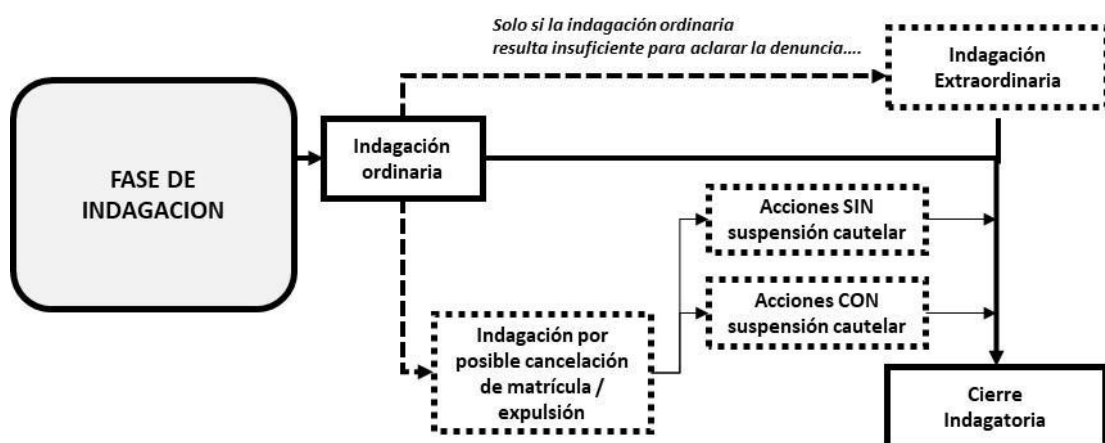 Solo si la indagación ordinaria
resulta insuficiente para aclarar la denuncia....
Indagación
Extraordinaria
FASE DE
INDAGACION
Indagación
ordinaria
Acciones SIN
suspensión cautelar
Acciones CON
suspensión cautelar
Indagación por
posible cancelación
de matrícula /
expulsión
Cierre
Indagatoria